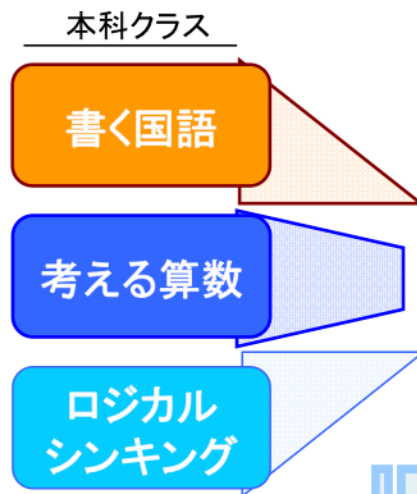 本科クラス
書く国語
考える算数
ロジカル
シンキング